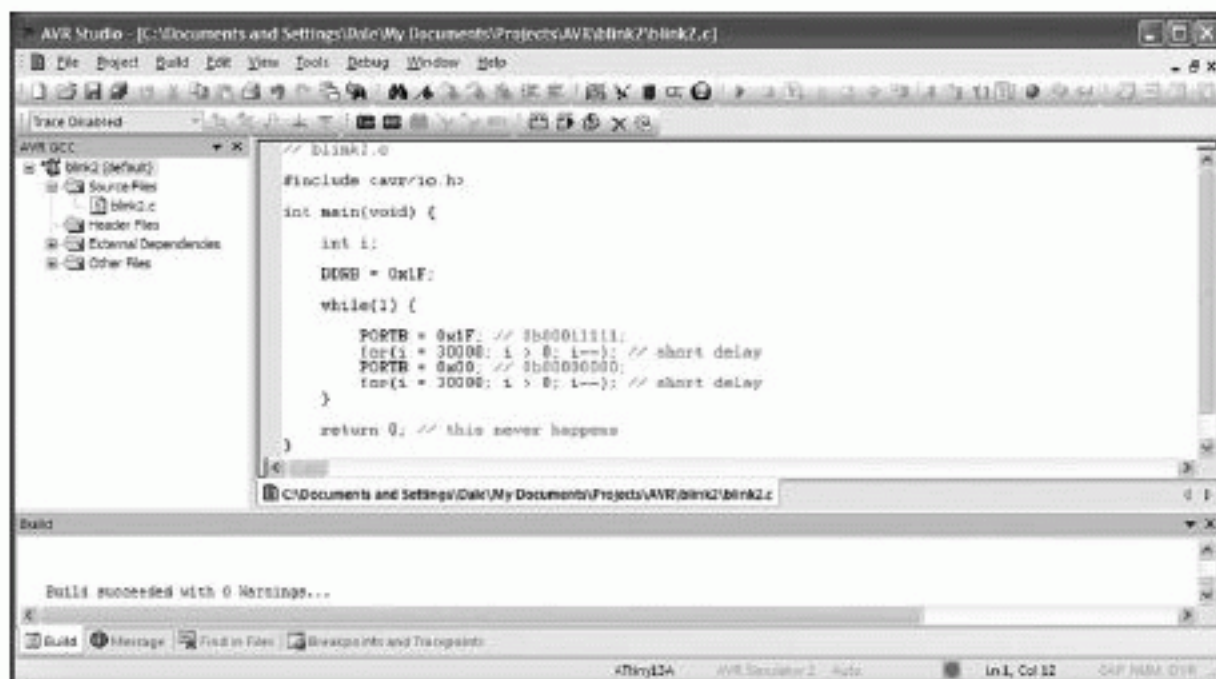 AVR Studio - [C:\Documents and Settings\Dale\My Documents\Projects\AVR\blink2\blink2.c]
File Project Build Edit View Tools Debug Window Help
Trace Disabled
AVR GCC
blink2 (default)
Source Files
blink2.c
Header Files
External Dependencies
Other Files
// blink2.c
#include <avr/io.h>
int main(void) {
int i;
DDRB = 0x1F;
while(1) {
PORTB = 0x1F; // 0b00011111;
for(i = 30000; i > 0; i--); // short delay
PORTB = 0x00; // 0b00000000;
for(i = 30000; i > 0; i--); // short delay
}
return 0; // this never happens
}
C:\Documents and Settings\Dale\My Documents\Projects\AVR\blink2\blink2.c
Build
Build succeeded with 0 Warnings...
Build Message Find in Files Breakpoints and Tracepoints
ATtiny13A AVR Simulator 2 Auto Ln 1, Col 12 CAP NUM OVR